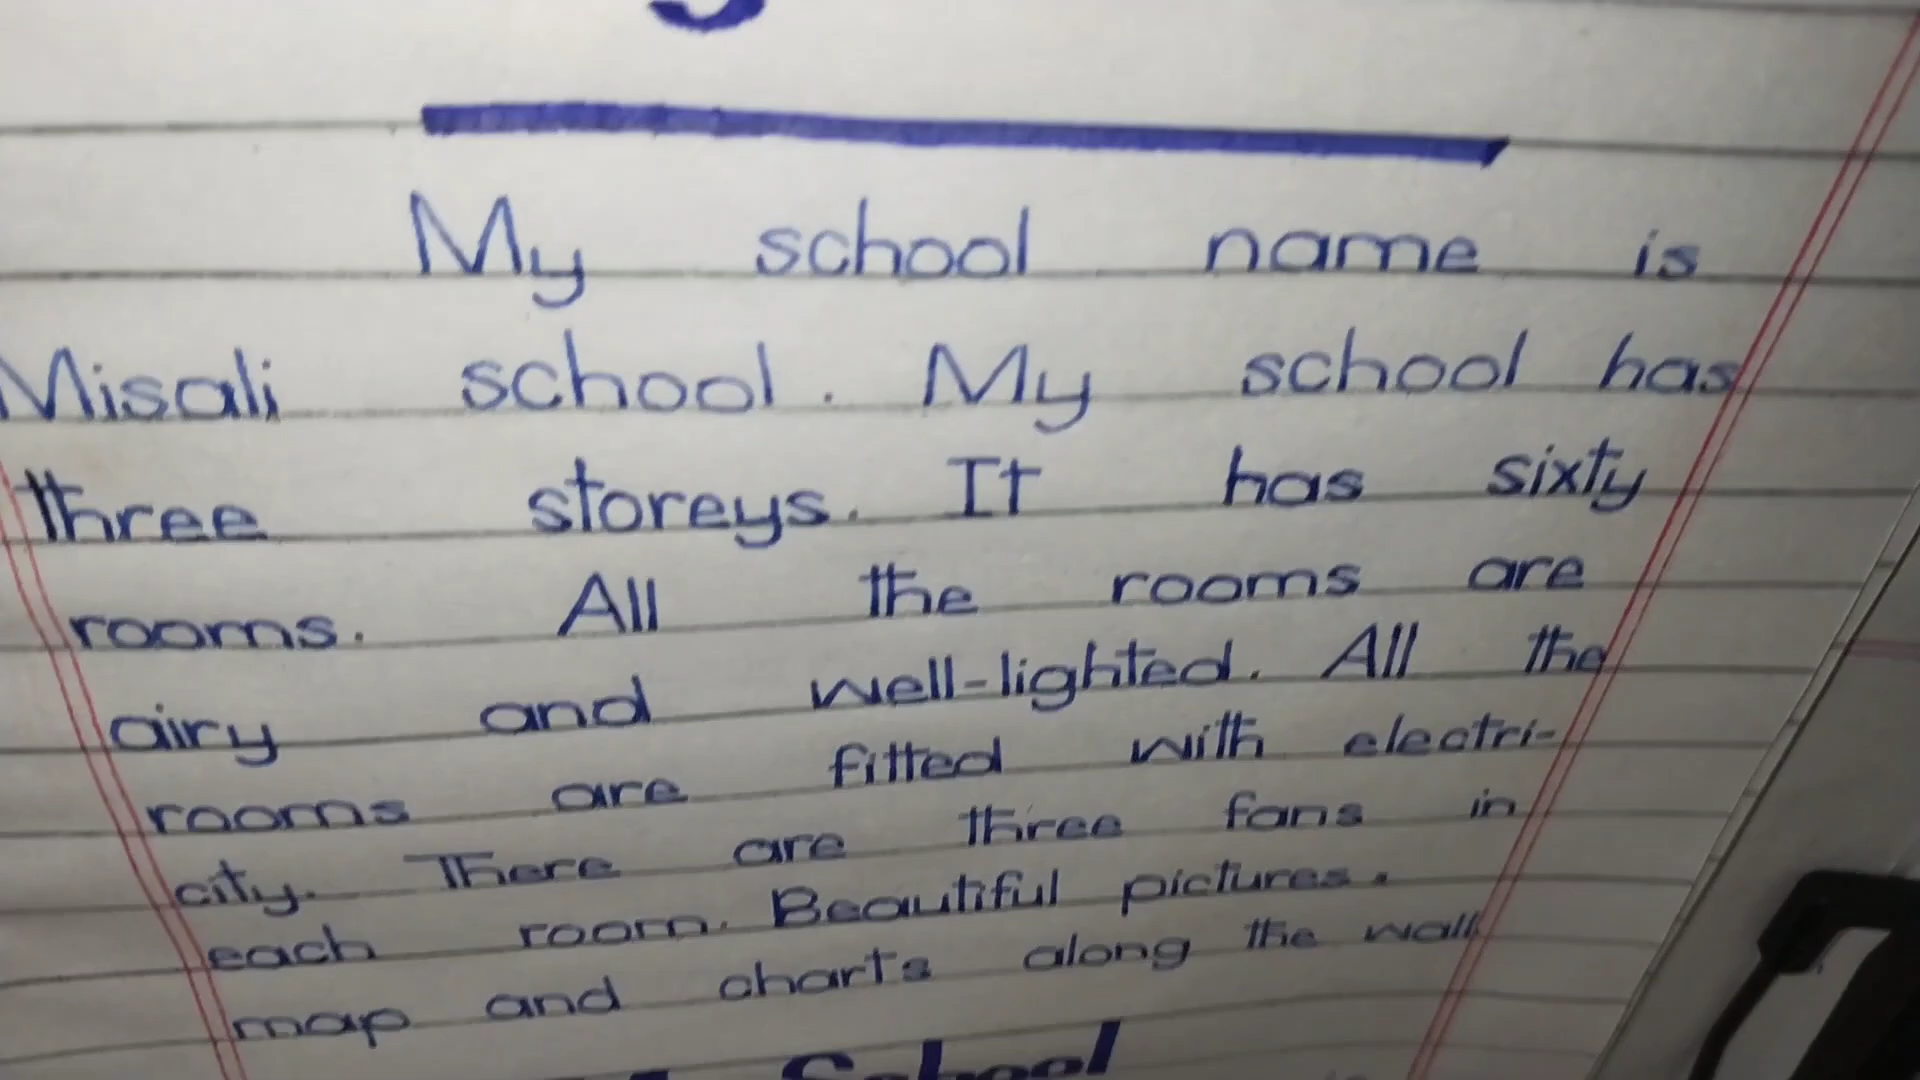 My school name is
Misali school. My school has
three storeys. It has sixty
rooms. All the rooms are
airy and well-lighted. All the
rooms are fitted with electri-
city. There are three fans in
each room. Beautiful pictures.
map and charts along the wall
School